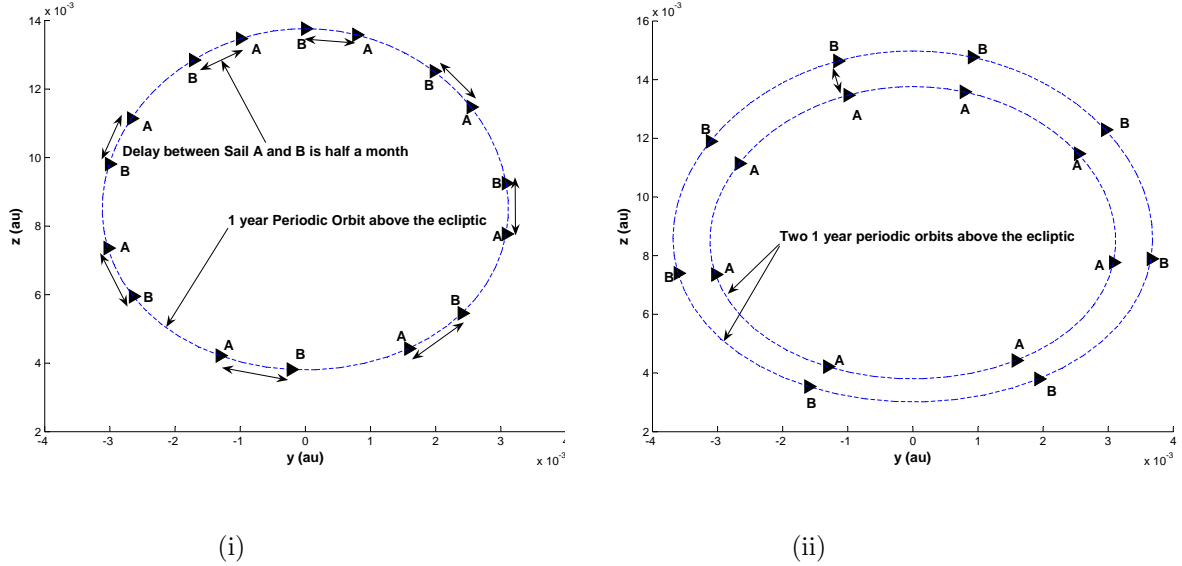 x 10⁻³
14
12
10
8
6
4
2
z (au)
-4 -3 -2 -1 0 1 2 3 4
y (au)
x 10⁻³
B A
A B
B A
A B
B A
A B
B A
A B
Delay between Sail A and B is half a month
1 year Periodic Orbit above the ecliptic
(i)
x 10⁻³
16
14
12
10
8
6
4
2
z (au)
-4 -3 -2 -1 0 1 2 3 4
y (au)
x 10⁻³
B B
A A
B B
A A
B A A B
A A
B B
Two 1 year periodic orbits above the ecliptic
(ii)